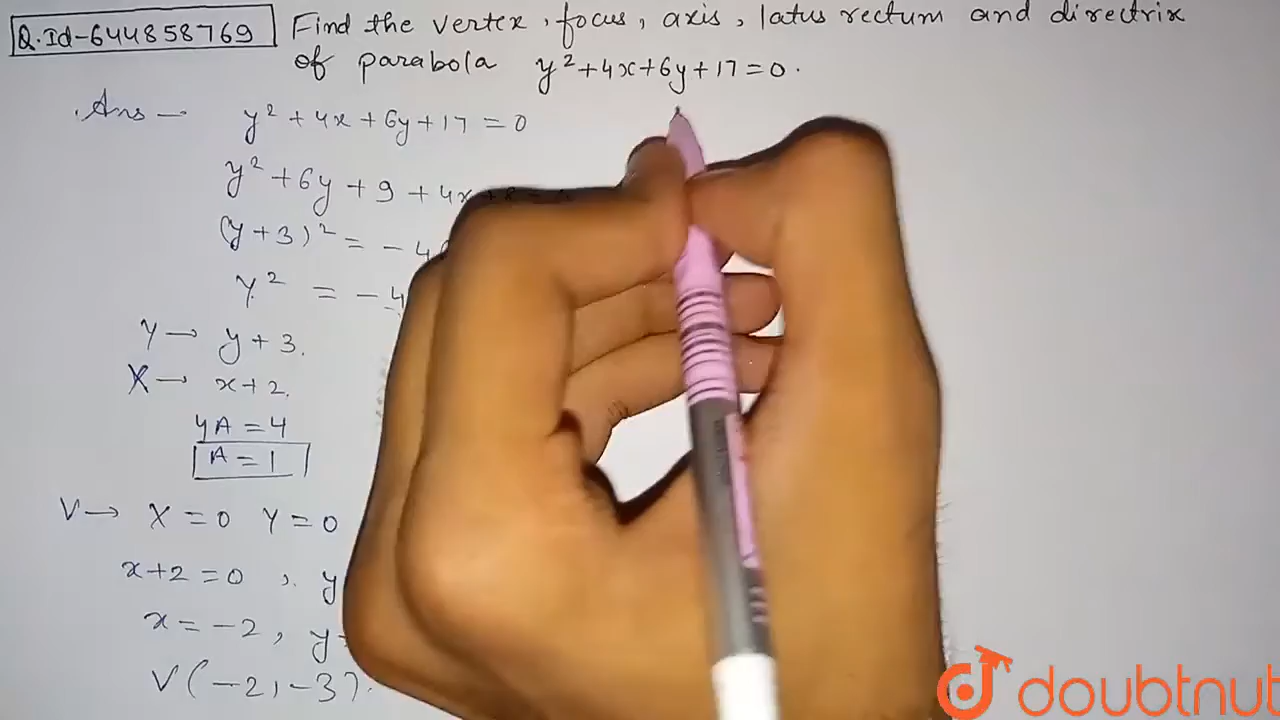 Q.Id-644858769 Find the vertex, focus, axis, latus rectum and directrix
of parabola y²+4x+6y+17=0.
Ans → y²+4x+6y+17=0
y²+6y+9+4x+8=0
(y+3)² = -4
Y² = -4
Y → y+3.
X → x+2.
4A = 4
A = 1
V → X=0 Y=0
x+2=0, y
x=-2, y
V(-2,-3).
doubtnut